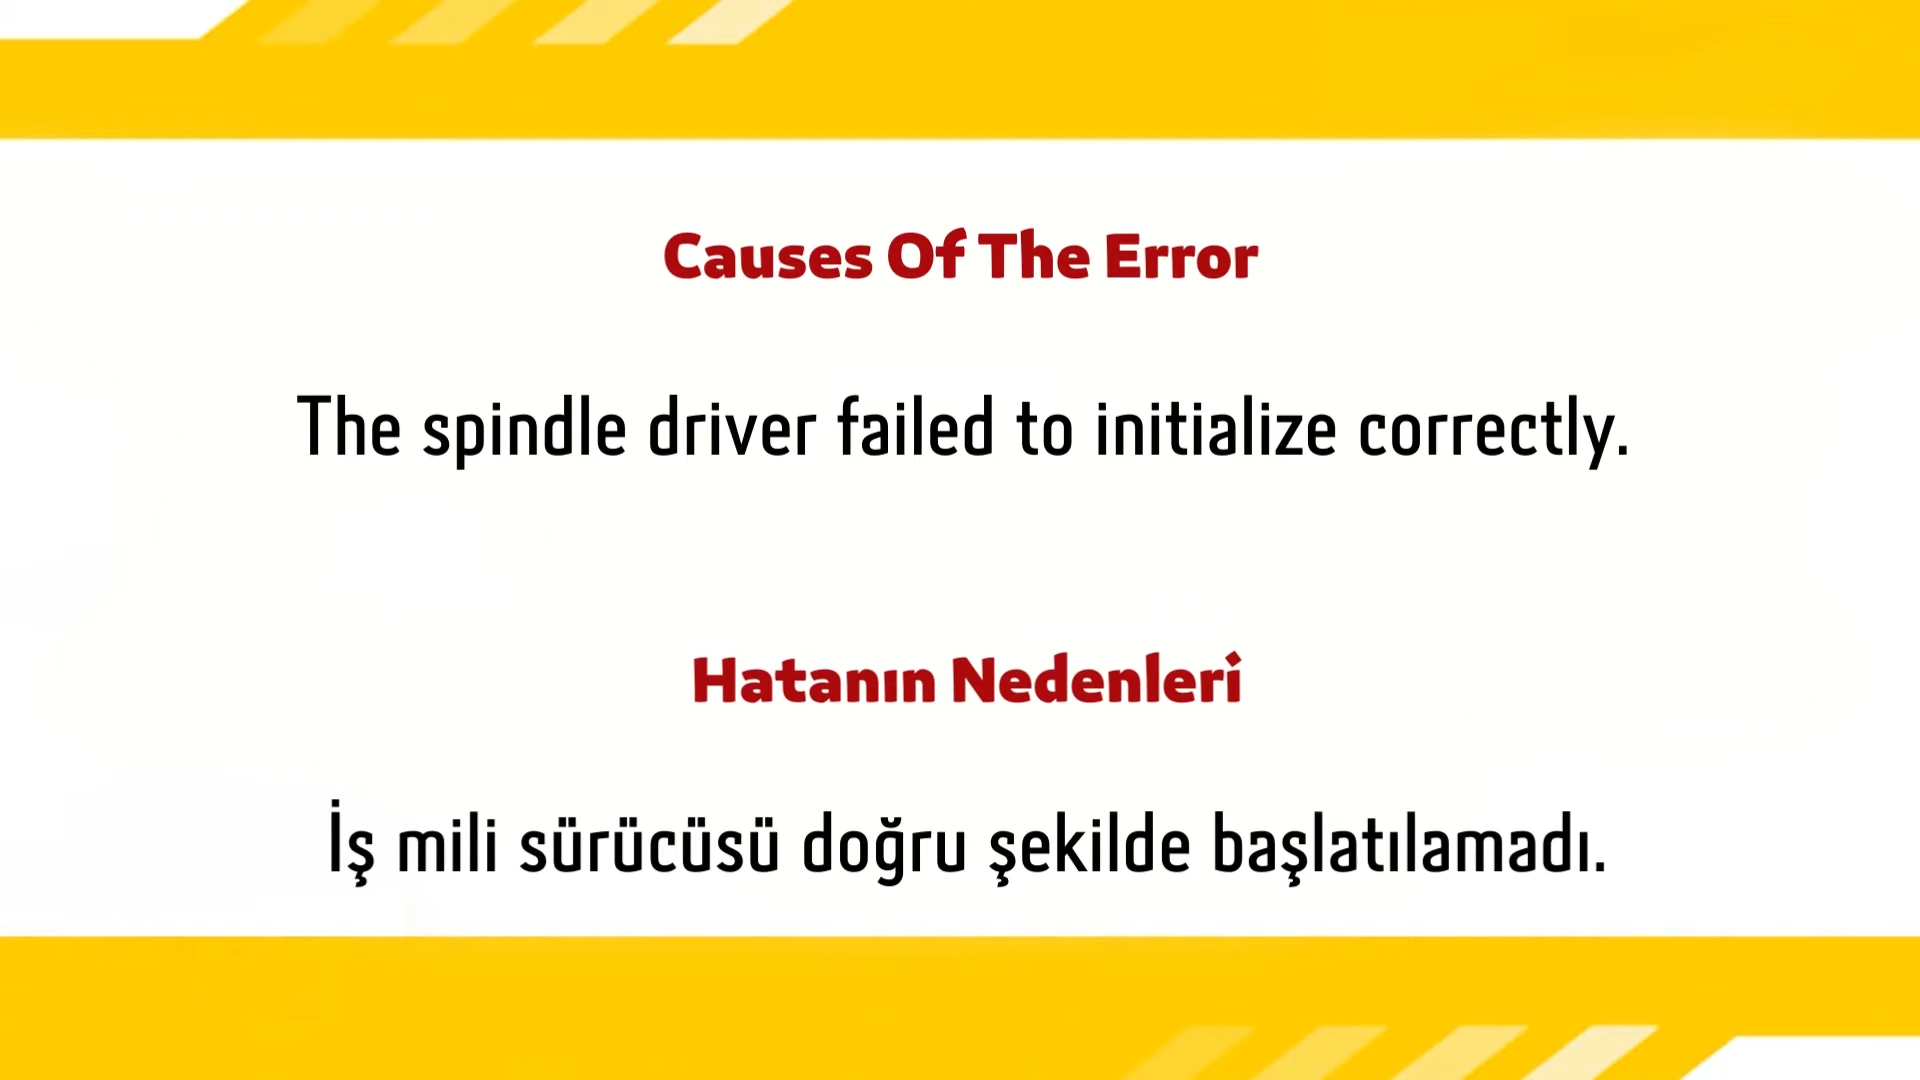 Causes Of The Error
The spindle driver failed to initialize correctly.
Hatanın Nedenleri
İş mili sürücüsü doğru şekilde başlatılamadı.